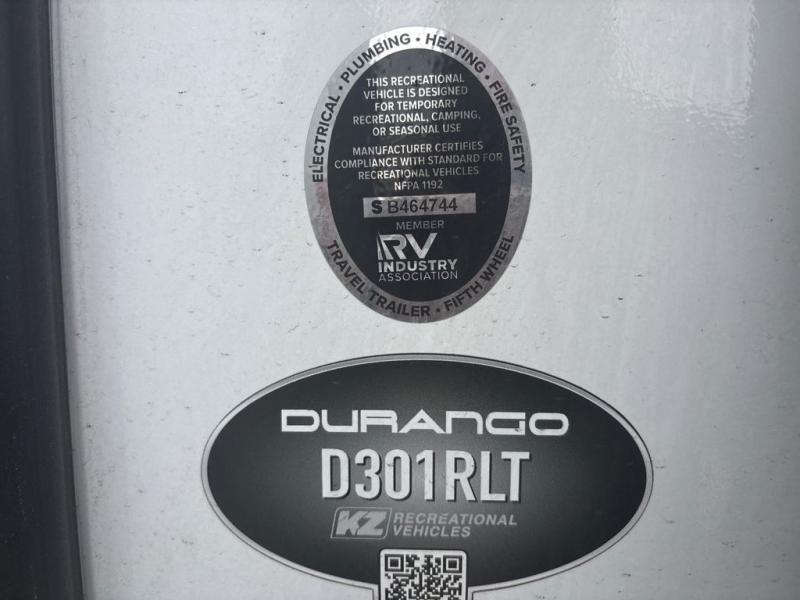 ELECTRICAL • PLUMBING • HEATING • FIRE SAFETY
THIS RECREATIONAL
VEHICLE IS DESIGNED
FOR TEMPORARY
RECREATIONAL, CAMPING,
OR SEASONAL USE
MANUFACTURER CERTIFIES
COMPLIANCE WITH STANDARD FOR
RECREATIONAL VEHICLES
NFPA 1192
S B464744
MEMBER
RV
INDUSTRY
ASSOCIATION
TRAVEL TRAILER • FIFTH WHEEL
DURANGO
D301RLT
KZ RECREATIONAL
VEHICLES